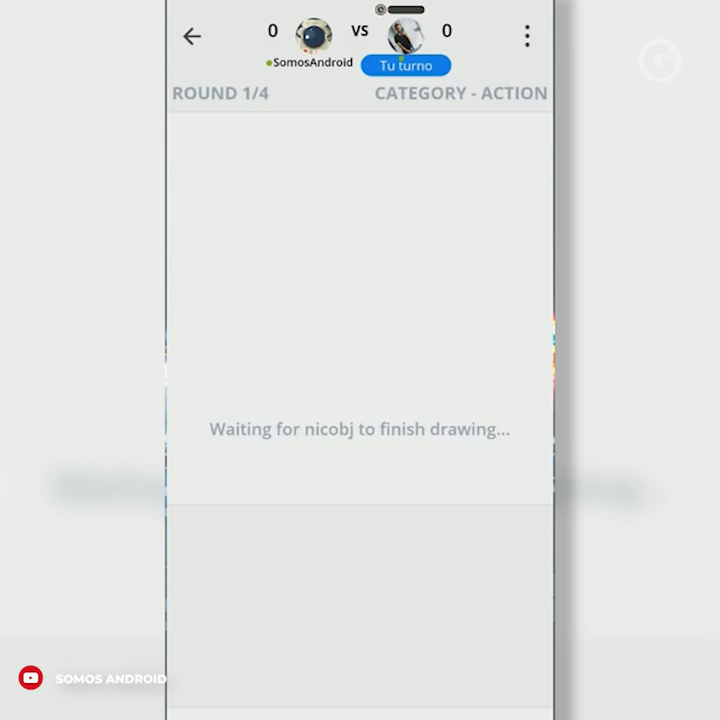 0 VS 0
SomosAndroid Tu turno
ROUND 1/4 CATEGORY - ACTION
Waiting for nicobj to finish drawing...
SOMOS ANDROID